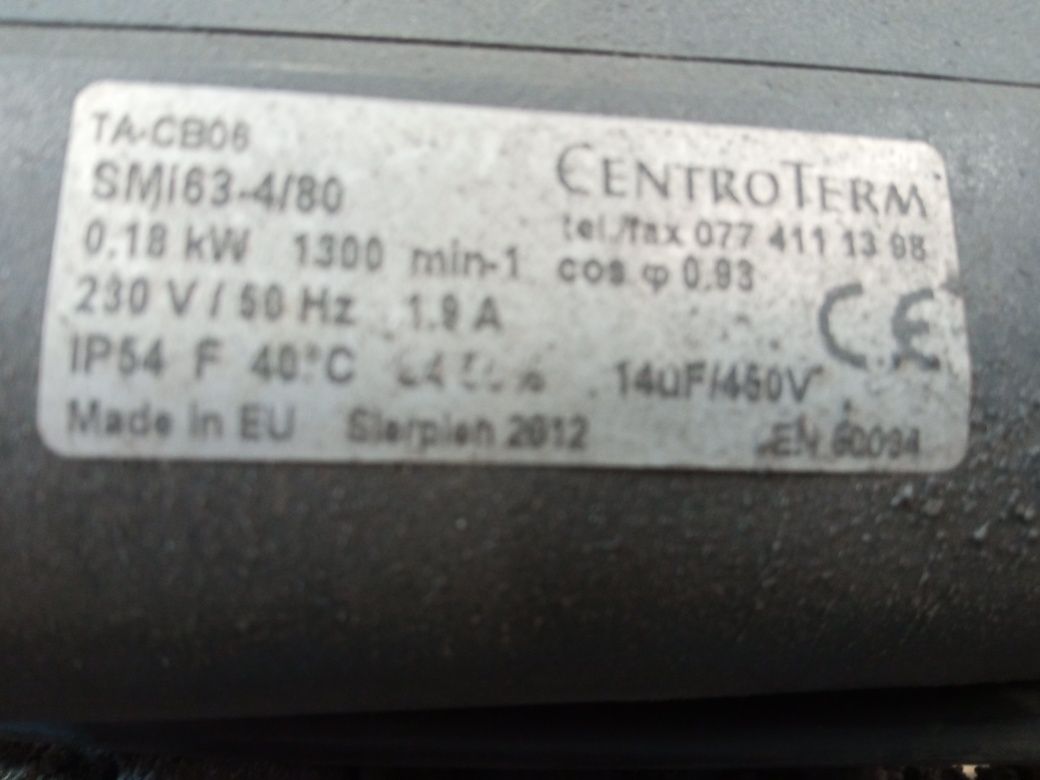 TA-CB06
SMI63-4/80
CENTROTERM
0.18 kW 1300 min-1
tel./fax 077 411 13 98
cos φ 0.93
230 V / 50 Hz 1.9 A
CE
IP54 F 40°C
14uF/450V
Made in EU Sierpień 2012
EN 60034